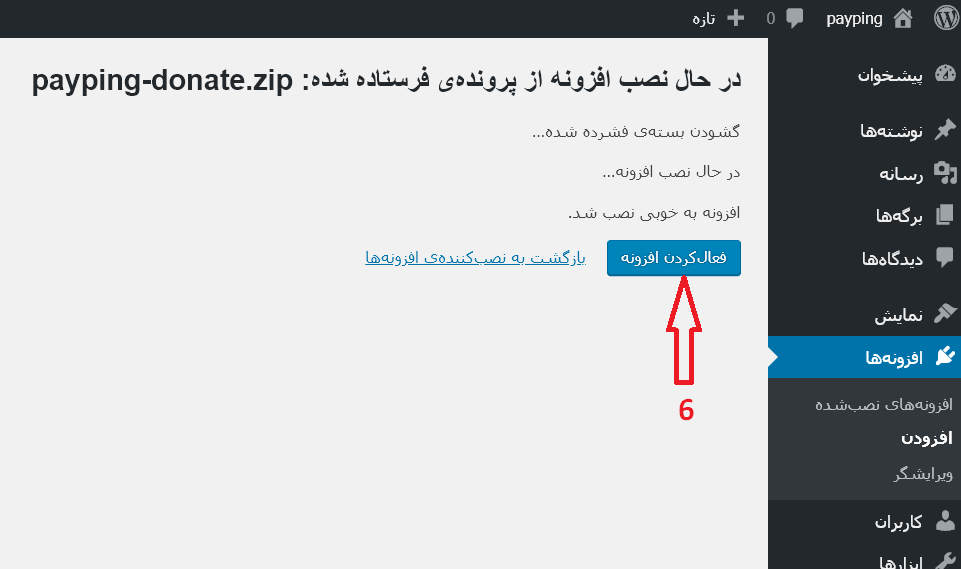 payping 0 تازه
پیشخوان
نوشته‌ها
رسانه
برگه‌ها
دیدگاه‌ها
نمایش
افزونه‌ها
افزونه‌های نصب‌شده
افزودن
ویرایشگر
کاربران
ابزارها
در حال نصب افزونه از پرونده‌ی فرستاده شده: payping-donate.zip
گشودن بسته‌ی فشرده شده...
در حال نصب افزونه...
افزونه به خوبی نصب شد.
فعال‌کردن افزونه بازگشت به نصب‌کننده‌ی افزونه‌ها
6